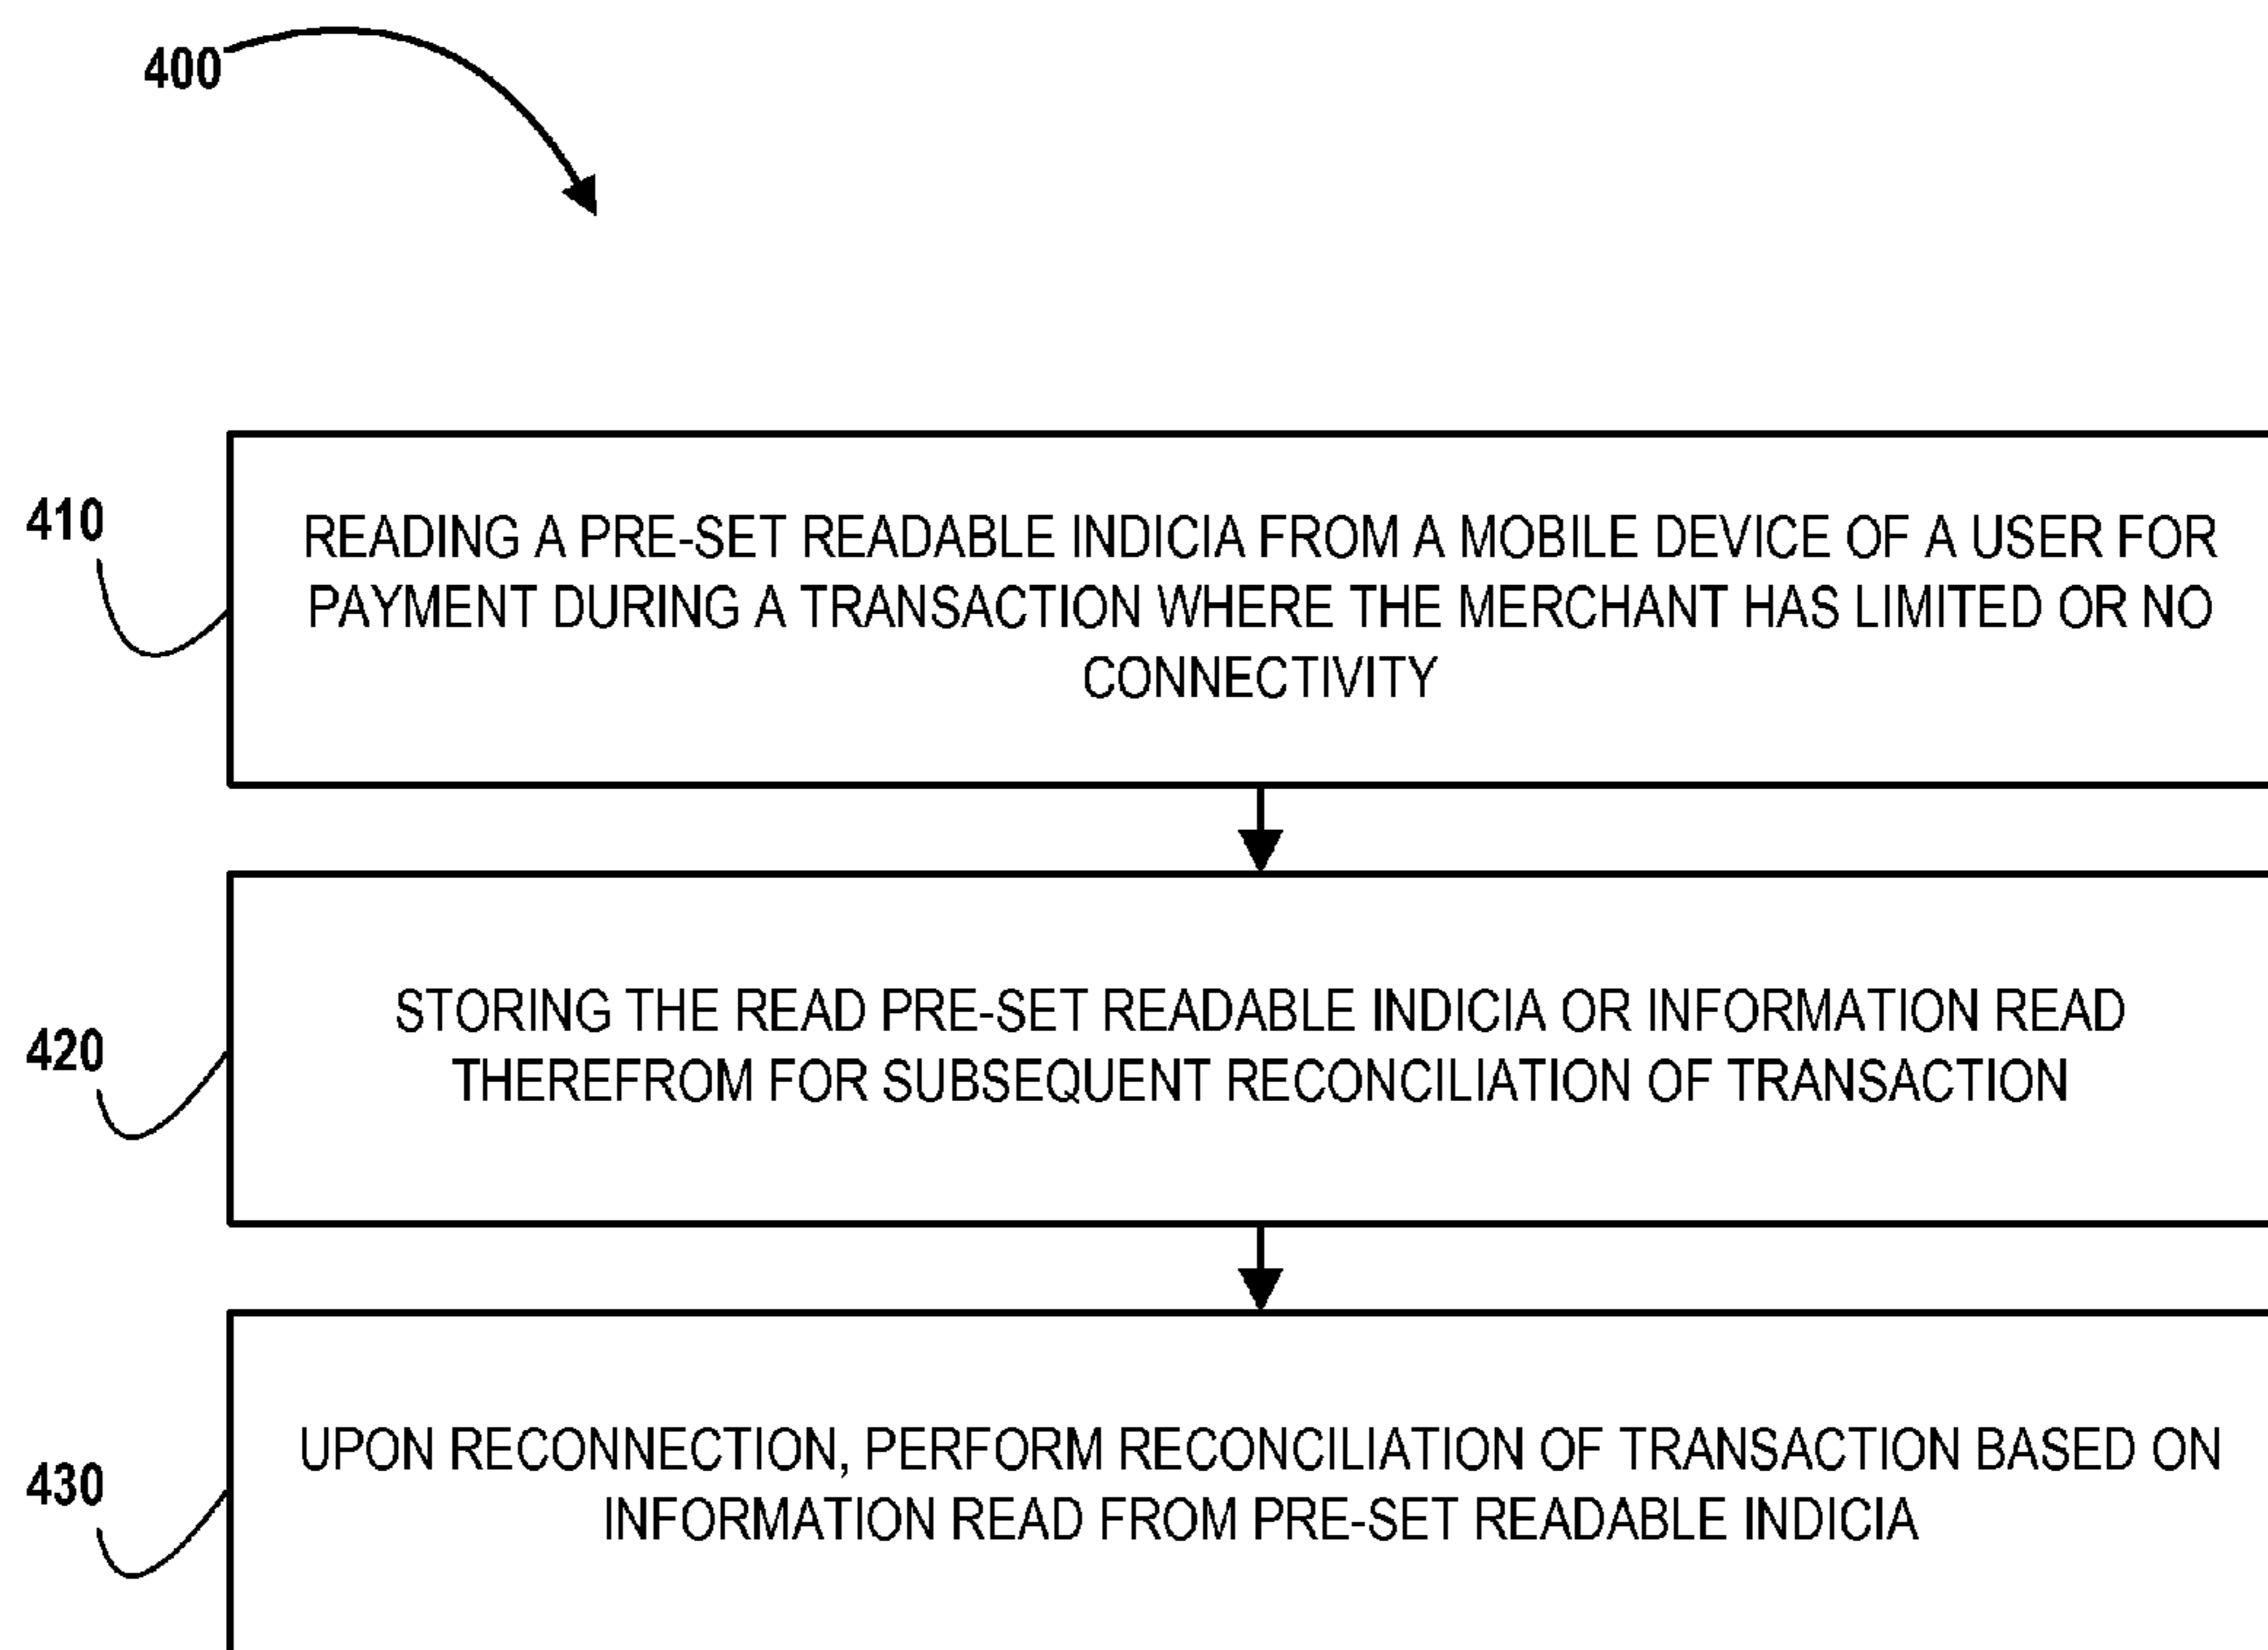 400
410
READING A PRE-SET READABLE INDICIA FROM A MOBILE DEVICE OF A USER FOR
PAYMENT DURING A TRANSACTION WHERE THE MERCHANT HAS LIMITED OR NO
CONNECTIVITY
420
STORING THE READ PRE-SET READABLE INDICIA OR INFORMATION READ
THEREFROM FOR SUBSEQUENT RECONCILIATION OF TRANSACTION
430
UPON RECONNECTION, PERFORM RECONCILIATION OF TRANSACTION BASED ON
INFORMATION READ FROM PRE-SET READABLE INDICIA